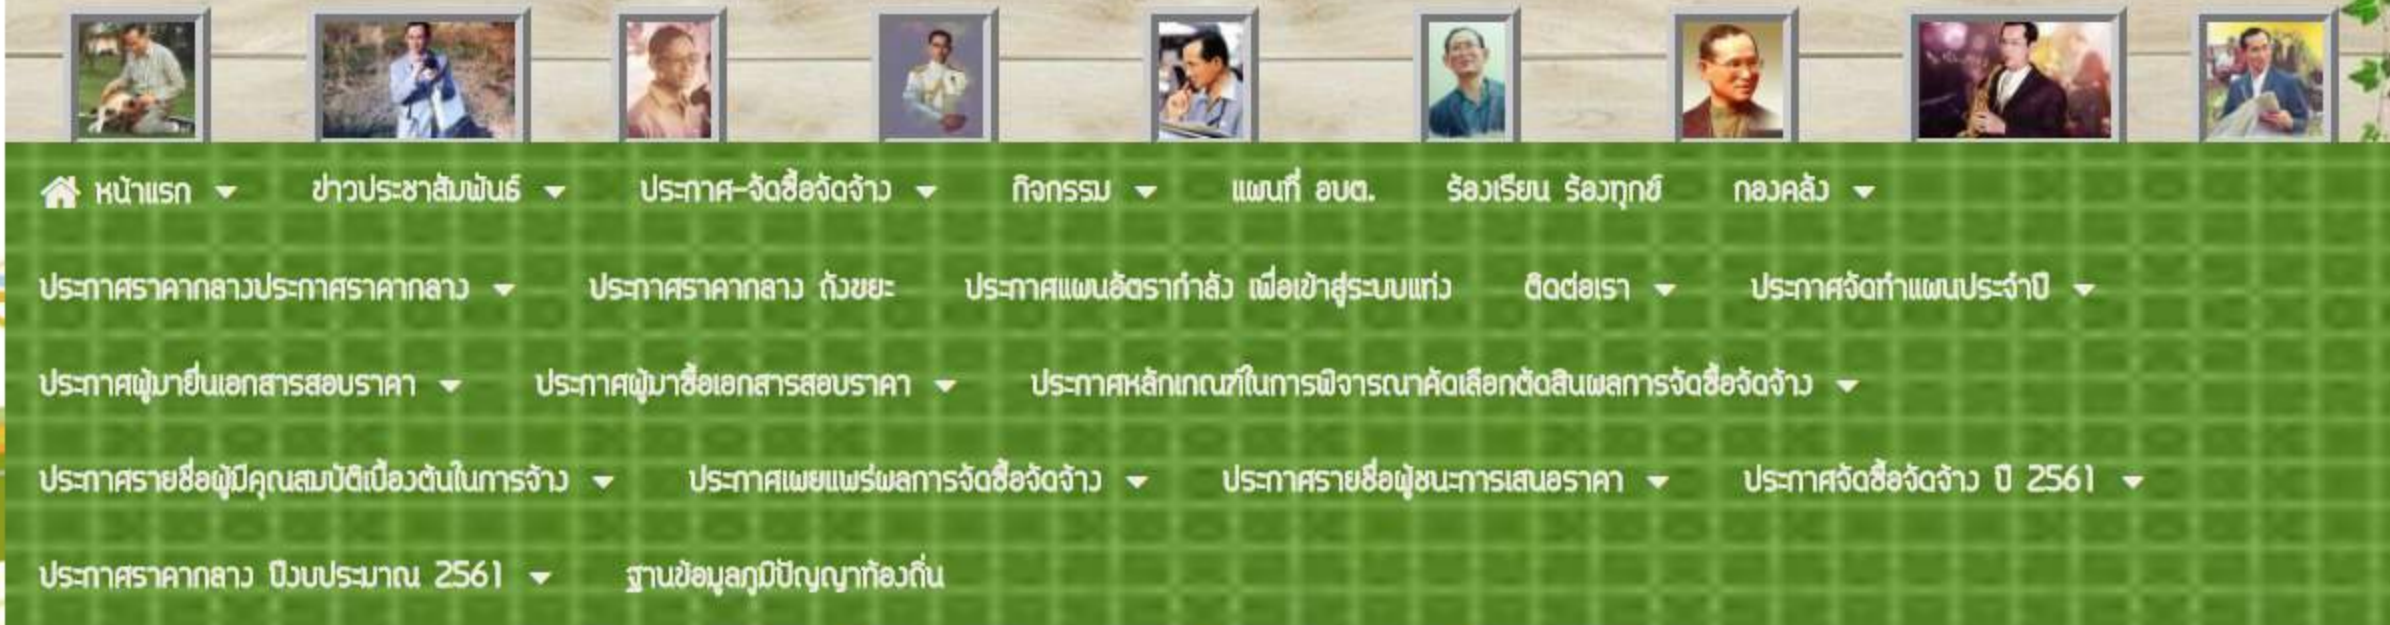 หน้าแรก ข่าวประชาสัมพันธ์ ประกาศ-จัดซื้อจัดจ้าง กิจกรรม แผนที่ อบต. ร้องเรียน ร้องทุกข์ กองคลัง
ประกาศราคากลางประกาศราคากลาง ประกาศราคากลาง ถังขยะ ประกาศแผนอัตรากำลัง เพื่อเข้าสู่ระบบแท่ง ติดต่อเรา ประกาศจัดทำแผนประจำปี
ประกาศผู้มายื่นเอกสารสอบราคา ประกาศผู้มาซื้อเอกสารสอบราคา ประกาศหลักเกณฑ์ในการพิจารณาคัดเลือกตัดสินผลการจัดซื้อจัดจ้าง
ประกาศรายชื่อผู้มีคุณสมบัติเบื้องต้นในการจ้าง ประกาศเผยแพร่ผลการจัดซื้อจัดจ้าง ประกาศรายชื่อผู้ชนะการเสนอราคา ประกาศจัดซื้อจัดจ้าง ปี 2561
ประกาศราคากลาง ปีงบประมาณ 2561 ฐานข้อมูลภูมิปัญญาท้องถิ่น